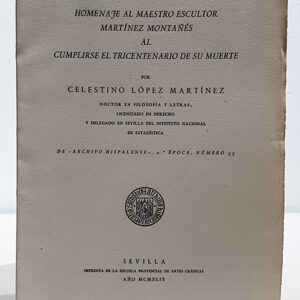 HOMENAJE AL MAESTRO ESCULTOR
MARTÍNEZ MONTAÑÉS
AL
CUMPLIRSE EL TRICENTENARIO DE SU MUERTE
POR
CELESTINO LÓPEZ MARTÍNEZ
DOCTOR EN FILOSOFÍA Y LETRAS,
LICENCIADO EN DERECHO
Y DELEGADO EN SEVILLA DEL INSTITUTO NACIONAL
DE ESTADÍSTICA
DE «ARCHIVO HISPALENSE», 2.ª ÉPOCA, NÚMERO 35
SEVILLA
IMPRENTA DE LA ESCUELA PROVINCIAL DE ARTES GRÁFICAS
AÑO MCMXLIX